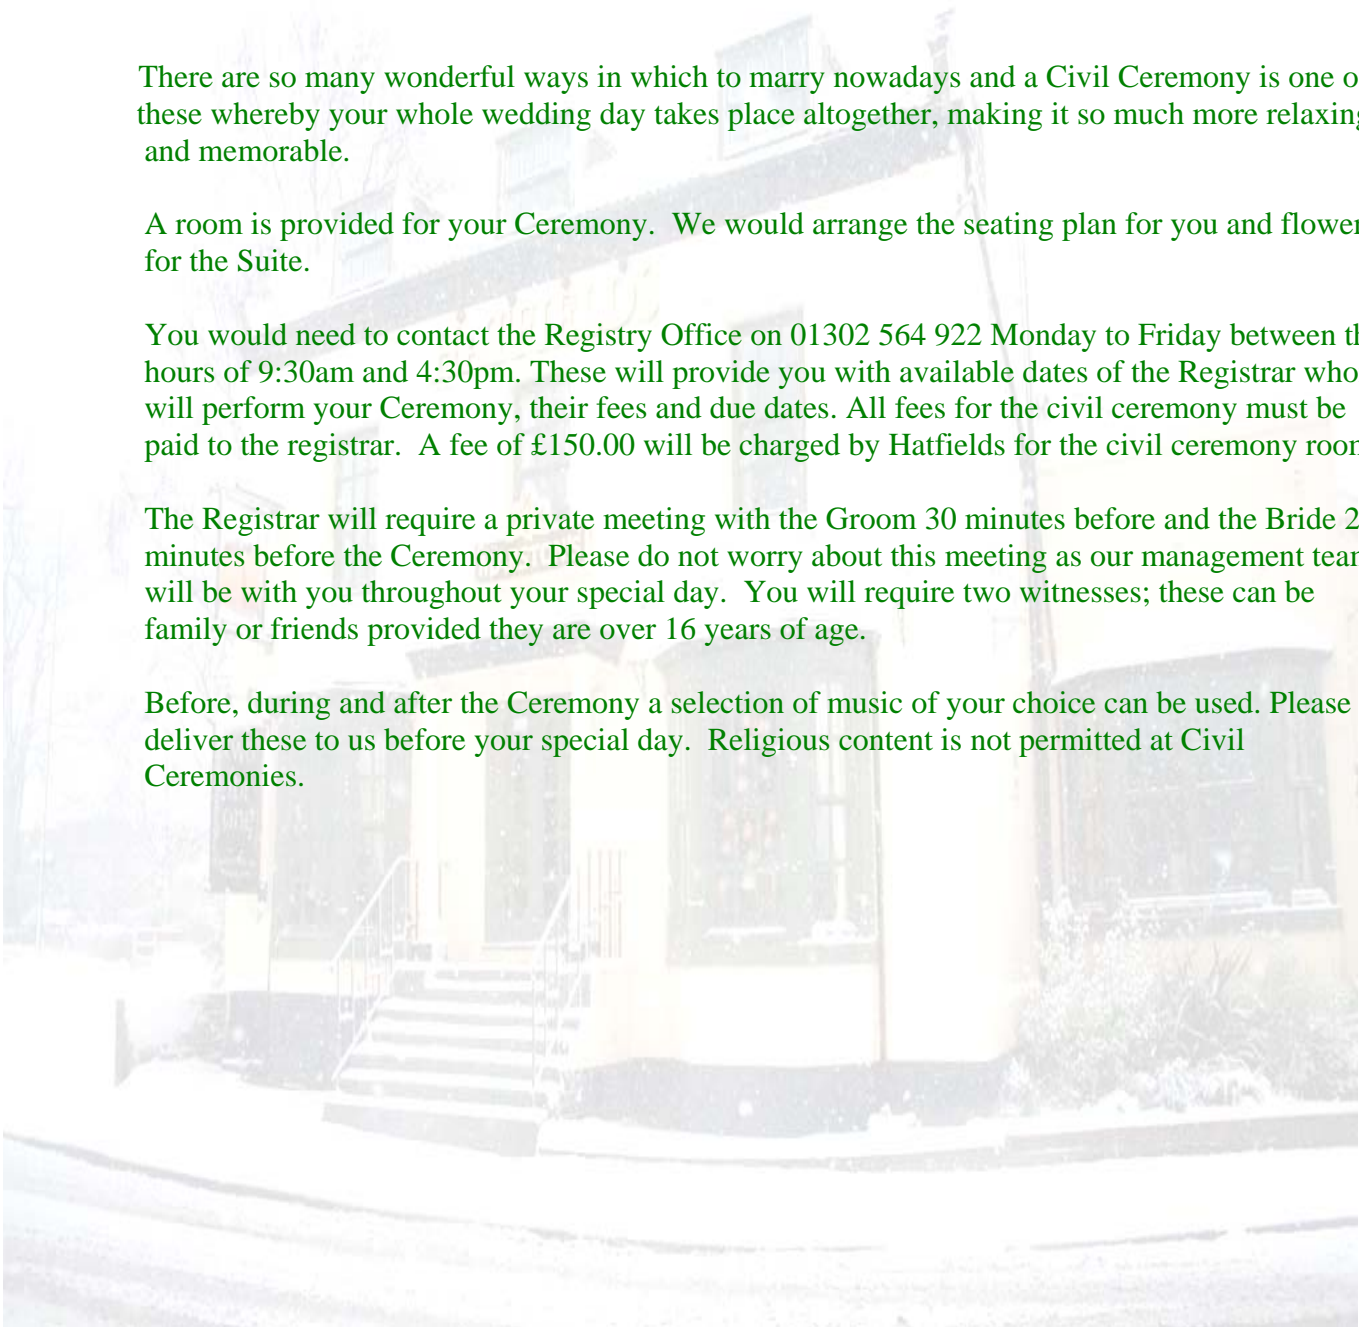 There are so many wonderful ways in which to marry nowadays and a Civil Ceremony is one o
these whereby your whole wedding day takes place altogether, making it so much more relaxing
and memorable.
A room is provided for your Ceremony. We would arrange the seating plan for you and flower
for the Suite.
You would need to contact the Registry Office on 01302 564 922 Monday to Friday between th
hours of 9:30am and 4:30pm. These will provide you with available dates of the Registrar who
will perform your Ceremony, their fees and due dates. All fees for the civil ceremony must be
paid to the registrar. A fee of £150.00 will be charged by Hatfields for the civil ceremony room
The Registrar will require a private meeting with the Groom 30 minutes before and the Bride 2
minutes before the Ceremony. Please do not worry about this meeting as our management team
will be with you throughout your special day. You will require two witnesses; these can be
family or friends provided they are over 16 years of age.
Before, during and after the Ceremony a selection of music of your choice can be used. Please
deliver these to us before your special day. Religious content is not permitted at Civil
Ceremonies.